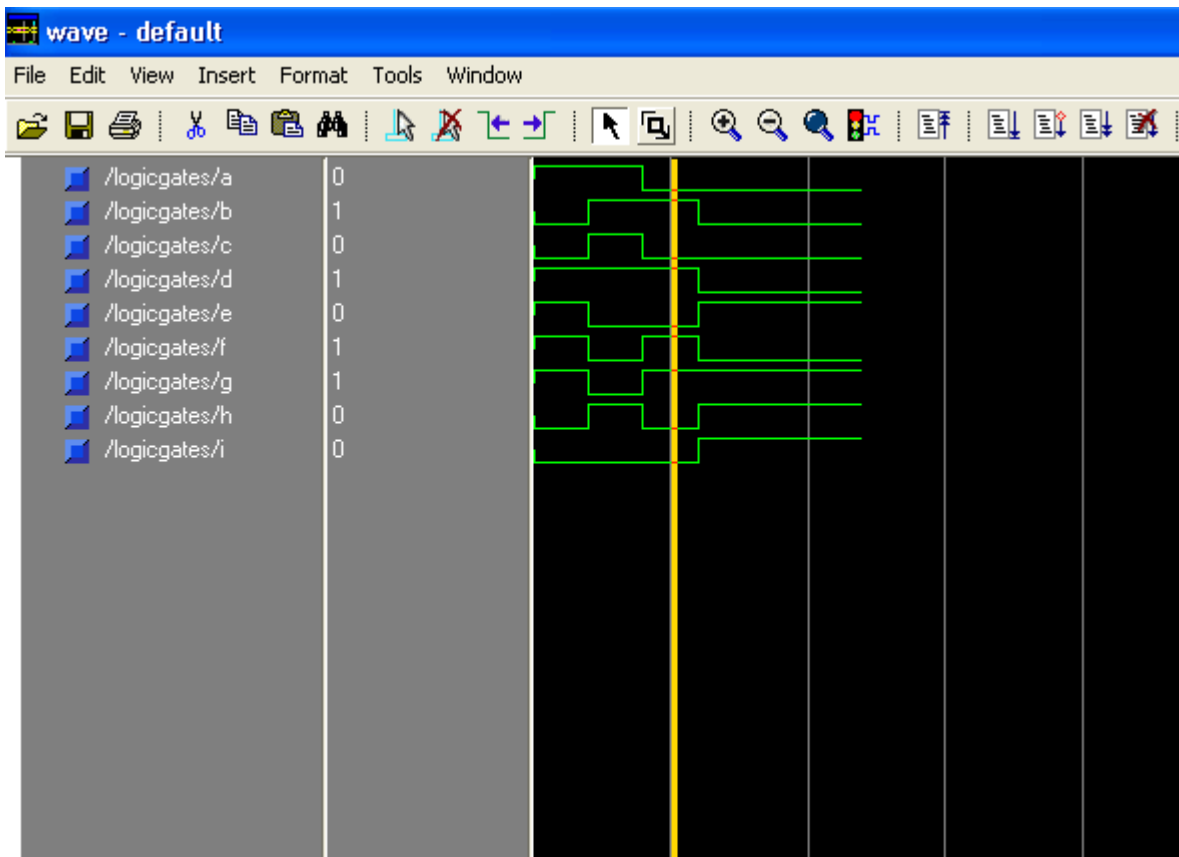 wave - default
File Edit View Insert Format Tools Window
/logicgates/a 0
/logicgates/b 1
/logicgates/c 0
/logicgates/d 1
/logicgates/e 0
/logicgates/f 1
/logicgates/g 1
/logicgates/h 0
/logicgates/i 0